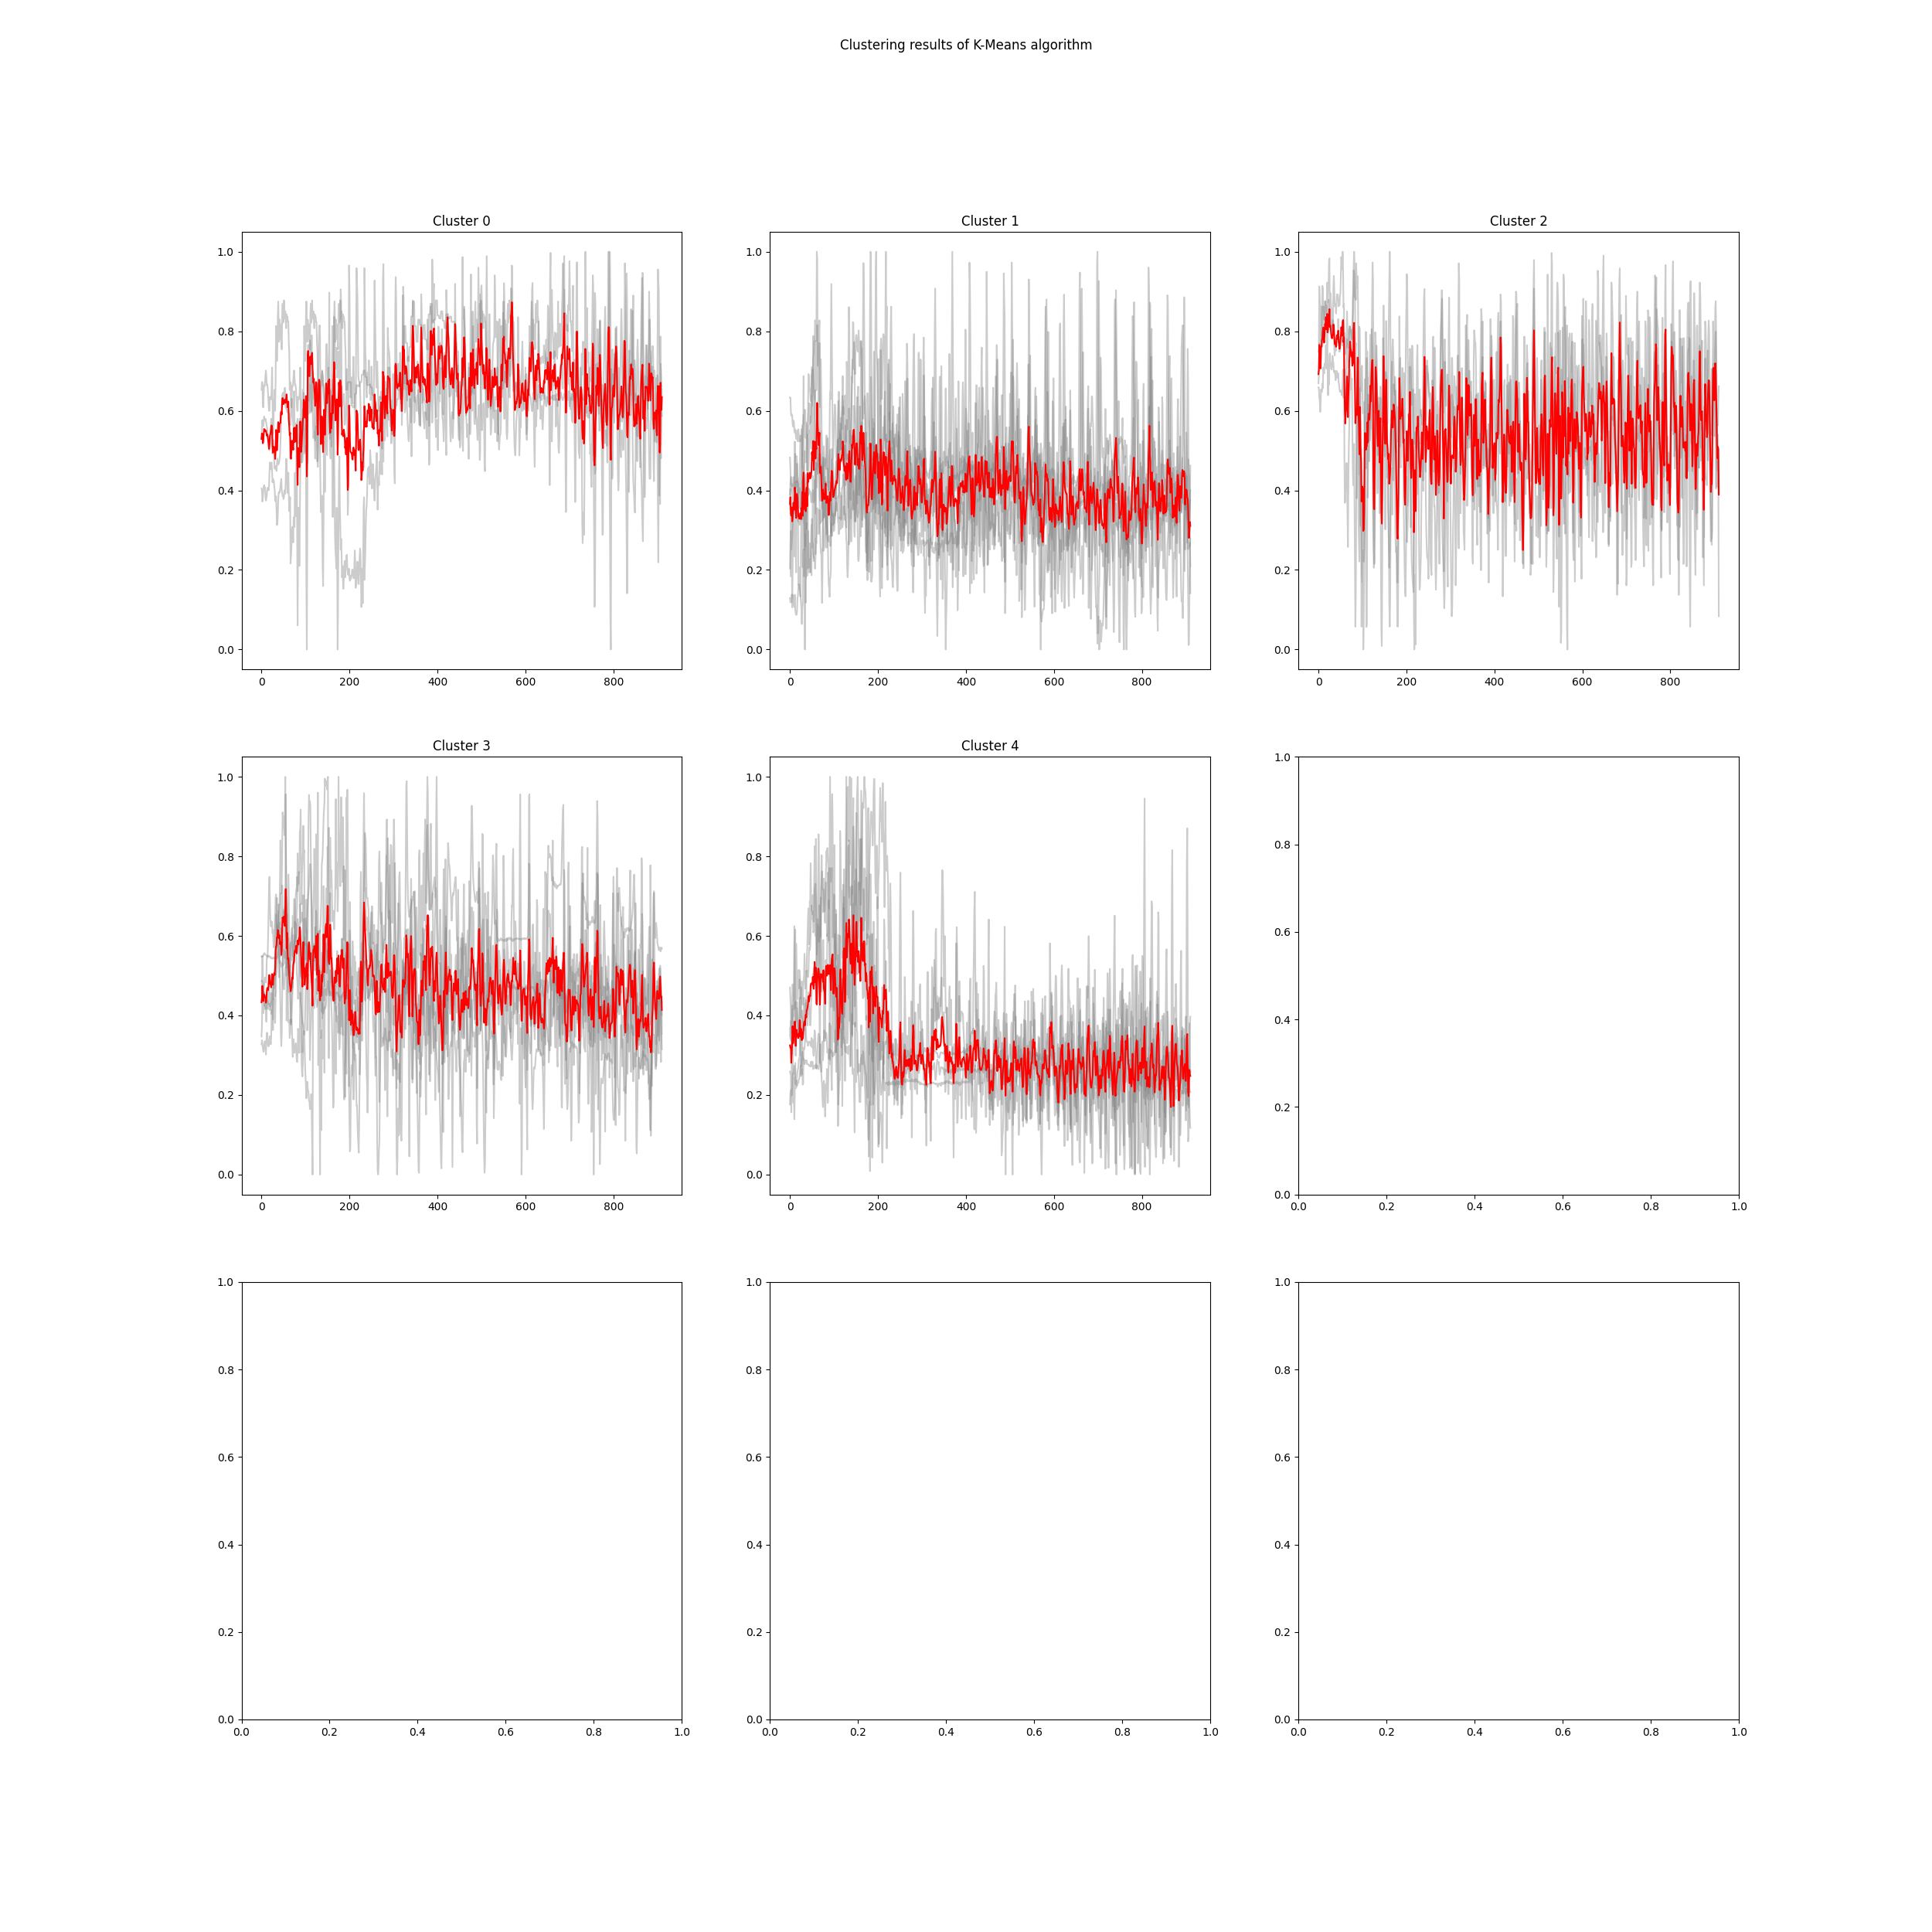 Clustering results of K-Means algorithm
Cluster 0 Cluster 1 Cluster 2
1.0 1.0 1.0
0.8 0.8 0.8
0.6 0.6 0.6
0.4 0.4 0.4
0.2 0.2 0.2
0.0 0.0 0.0
0 200 400 600 800 0 200 400 600 800 0 200 400 600 800
Cluster 3 Cluster 4
1.0 1.0 1.0
0.8 0.8 0.8
0.6 0.6 0.6
0.4 0.4 0.4
0.2 0.2 0.2
0.0 0.0 0.0
0 200 400 600 800 0 200 400 600 800 0.0 0.2 0.4 0.6 0.8 1.0
1.0 1.0 1.0
0.8 0.8 0.8
0.6 0.6 0.6
0.4 0.4 0.4
0.2 0.2 0.2
0.0 0.0 0.0
0.0 0.2 0.4 0.6 0.8 1.0 0.0 0.2 0.4 0.6 0.8 1.0 0.0 0.2 0.4 0.6 0.8 1.0